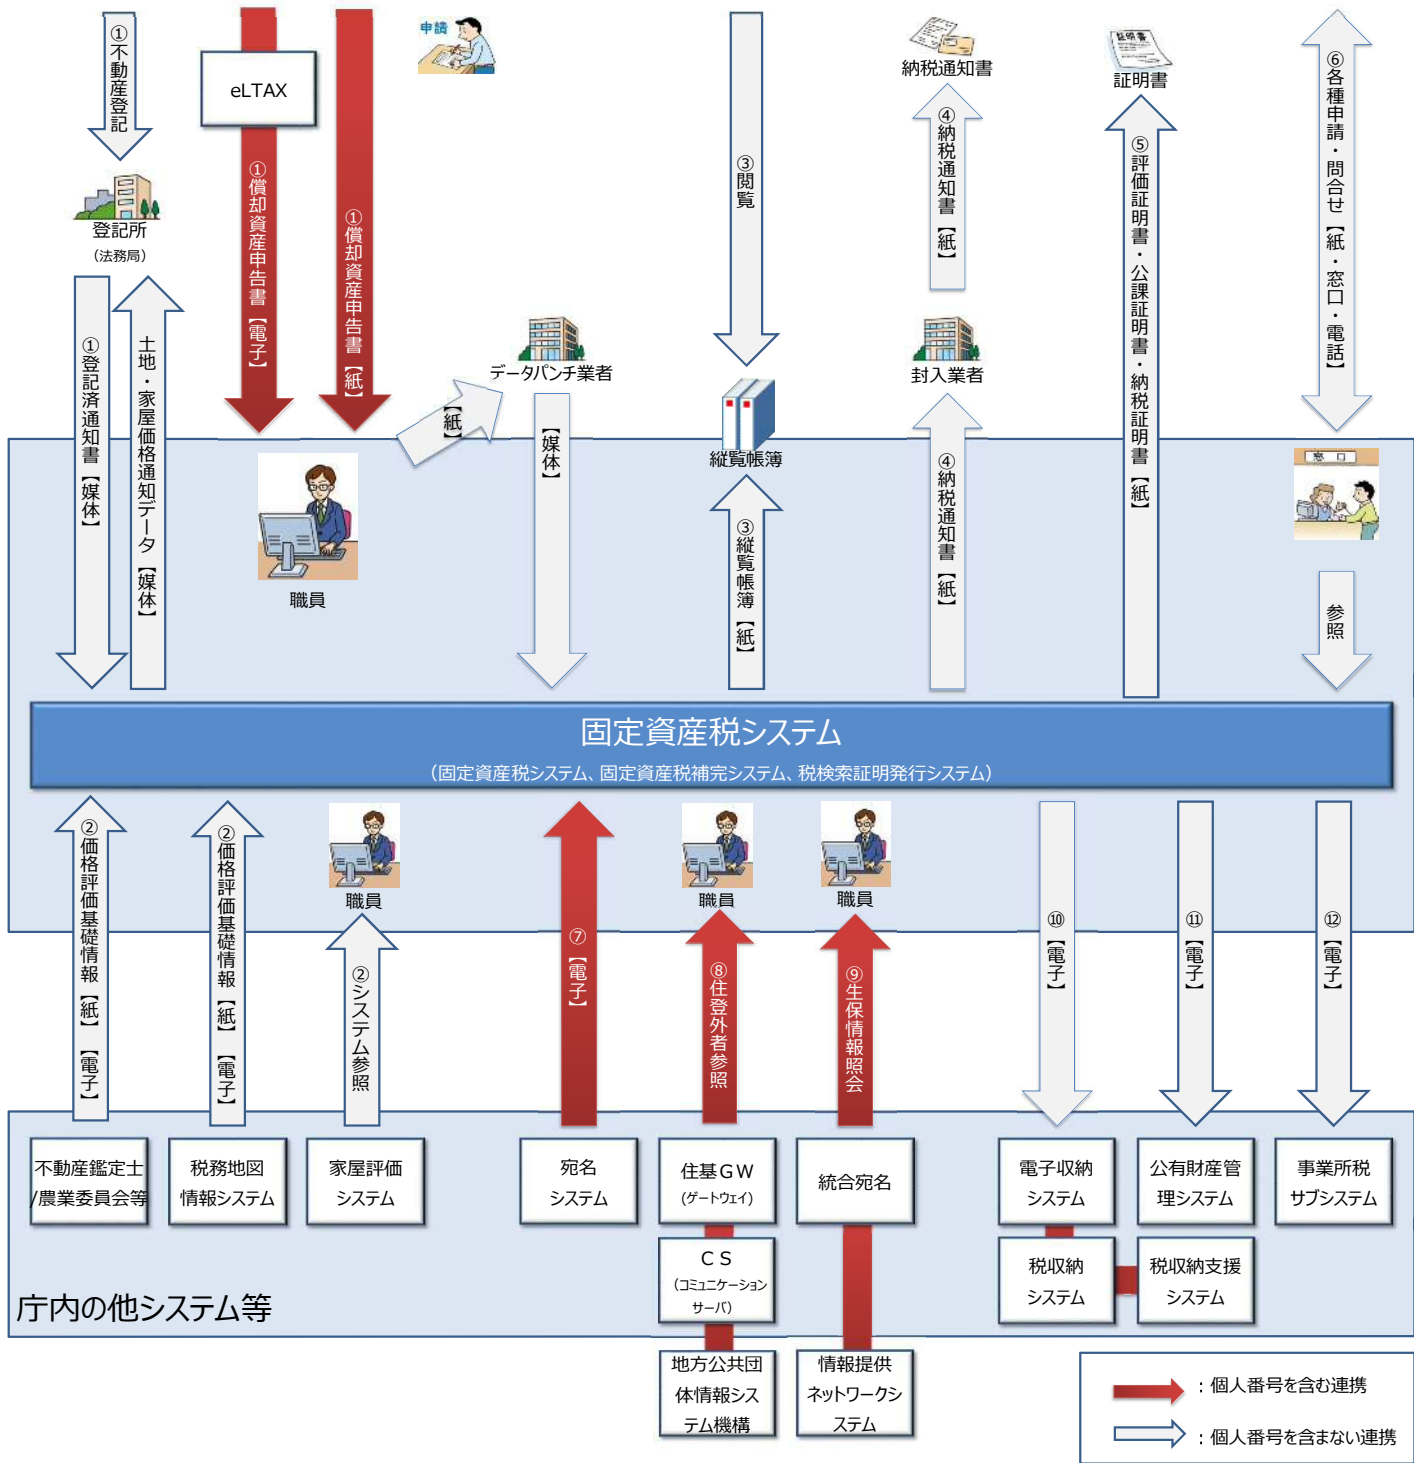 ①不動産登記
eLTAX
申請
①償却資産申告書【電子】
①償却資産申告書【紙】
③閲覧
納税通知書
④納税通知書【紙】
証明書
証明書
⑤評価証明書・公課証明書・納税証明書【紙】
⑥各種申請・問合せ【紙・窓口・電話】
登記所
（法務局）
①登記済通知書【媒体】
土地・家屋価格通知データ【媒体】
データパンチ業者
【紙】
【媒体】
封入業者
縦覧帳簿
③縦覧帳簿【紙】
④納税通知書【紙】
窓口
参照
職員
固定資産税システム
（固定資産税システム、固定資産税補完システム、税検索証明発行システム）
②価格評価基礎情報【紙】【電子】
②価格評価基礎情報【紙】【電子】
職員
②システム参照
⑦【電子】
職員
⑧住登外者参照
職員
⑨生保情報照会
⑩【電子】
⑪【電子】
⑫【電子】
不動産鑑定士
/農業委員会等
税務地図
情報システム
家屋評価
システム
宛名
システム
住基GW
（ゲートウェイ）
統合宛名
電子収納
システム
公有財産管
理システム
事業所税
サブシステム
CS
（コミュニケーション
サーバ）
税収納
システム
税収納支援
システム
庁内の他システム等
地方公共団
体情報シス
テム機構
情報提供
ネットワークシ
ステム
：個人番号を含む連携
：個人番号を含まない連携